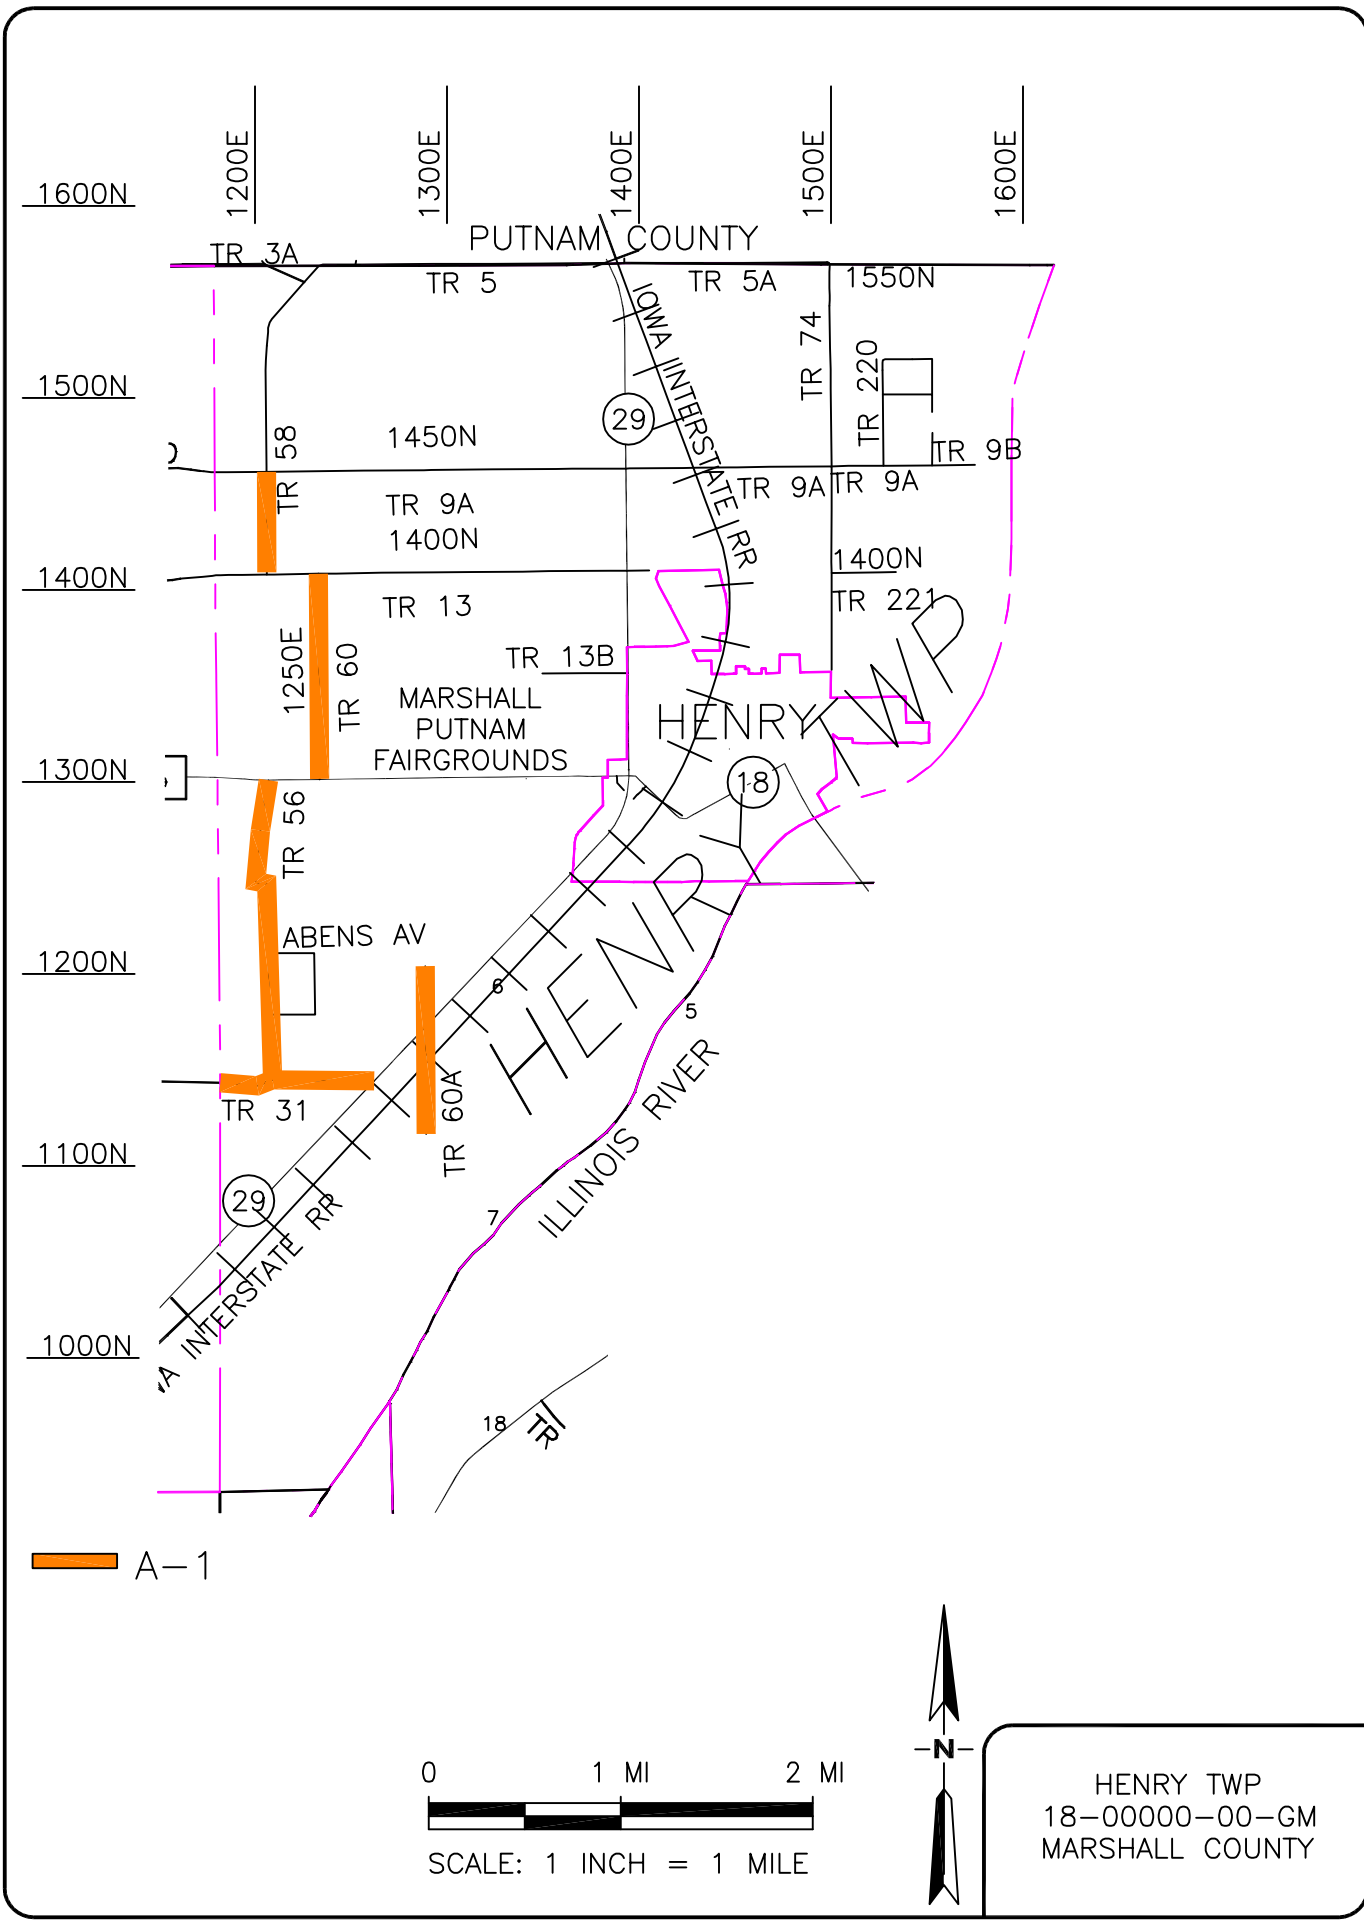 1200E
1300E
1400E
1500E
1600E
1600N
PUTNAM COUNTY
TR 3A
TR 5
TR 5A
1550N
IOWA INTERSTATE RR
TR 74
TR 220
1500N
29
TR 58
1450N
TR 9B
TR 9A
TR 9A
TR 9A
1400N
1400N
1400N
TR 13
TR 221
1250E
TR 60
TR 13B
MARSHALL
PUTNAM
FAIRGROUNDS
HENRY
1300N
18
TR 56
HENRY TWP
ABENS AV
1200N
6
5
TR 31
TR 60A
ILLINOIS RIVER
1100N
29
7
INTERSTATE RR
1000N
18
TR
A-1
0 1 MI 2 MI
SCALE: 1 INCH = 1 MILE
N
HENRY TWP
18-00000-00-GM
MARSHALL COUNTY